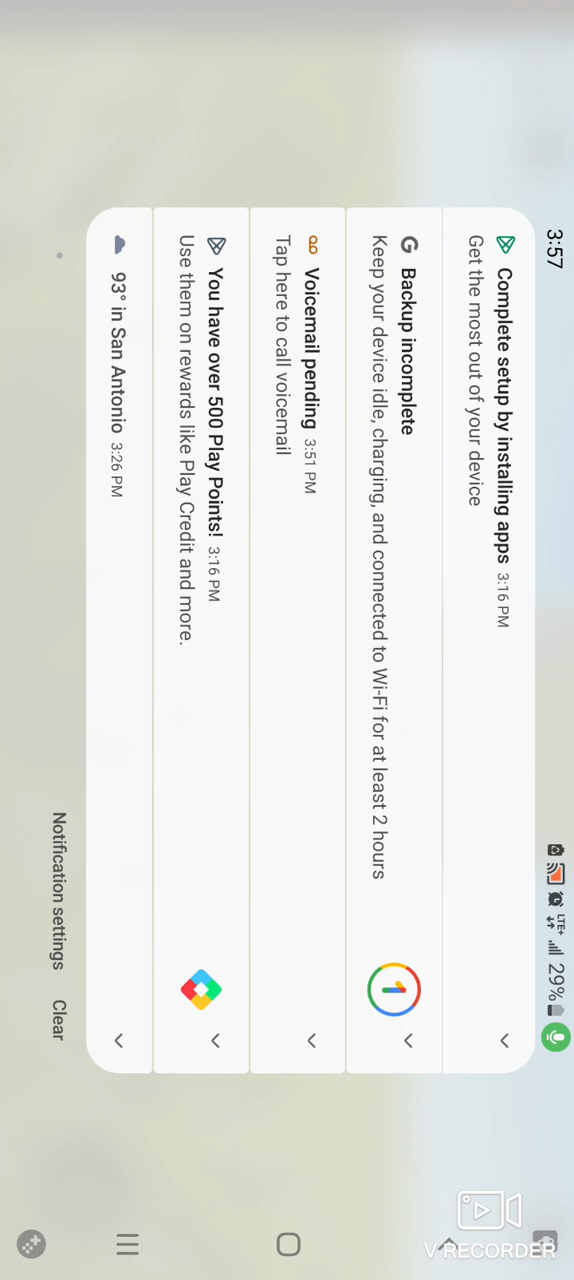 3:57
LTE+
29%
Complete setup by installing apps 3:16 PM
Get the most out of your device
Backup incomplete
Keep your device idle, charging, and connected to Wi-Fi for at least 2 hours
Voicemail pending 3:51 PM
Tap here to call voicemail
You have over 500 Play Points! 3:16 PM
Use them on rewards like Play Credit and more.
93° in San Antonio 3:26 PM
Notification settings Clear
V RECORDER